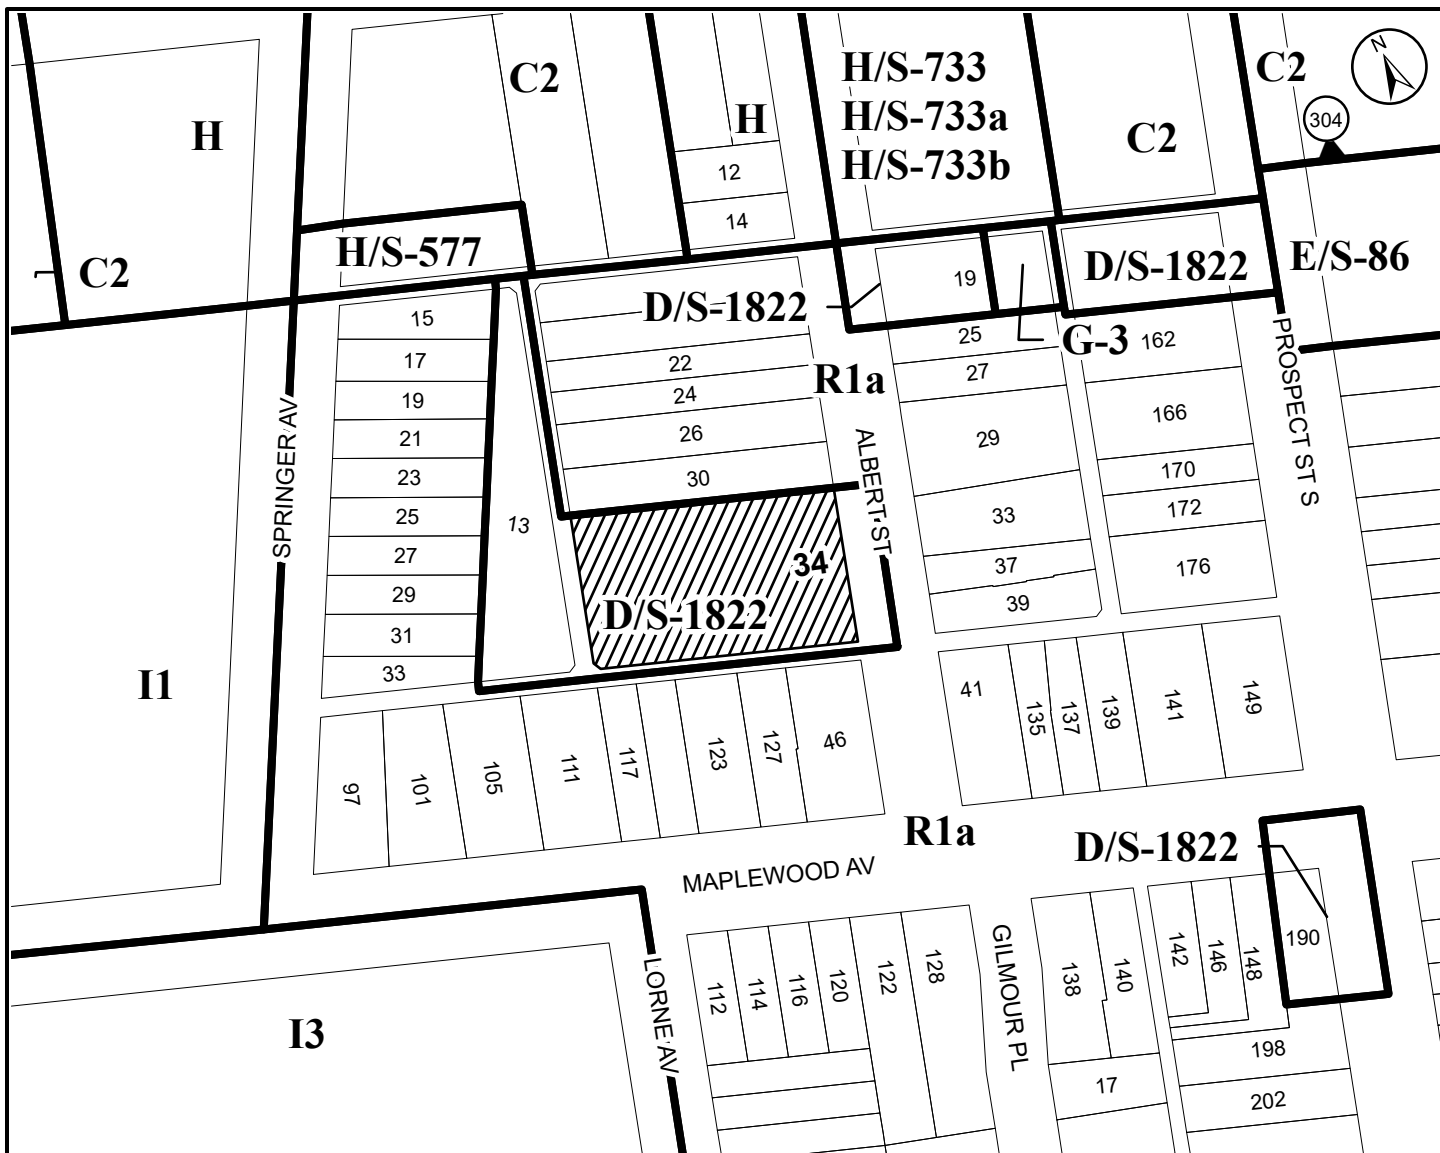 C2
H/S-733
H/S-733a
H/S-733b
C2
N
304
H
H
C2
12
14
H/S-577
C2
19
D/S-1822
E/S-86
D/S-1822
G-3
15
17
19
21
23
25
27
29
31
33
13
22
24
26
30
R1a
25
27
29
33
37
39
162
166
170
172
176
PROSPECT ST S
SPRINGER AV
ALBERT ST
34
D/S-1822
I1
97
101
105
111
117
123
127
46
41
135
137
139
141
149
R1a
D/S-1822
MAPLEWOOD AV
LORNE AV
GILMOUR PL
112
114
116
120
122
128
138
140
142
146
148
190
17
198
202
I3